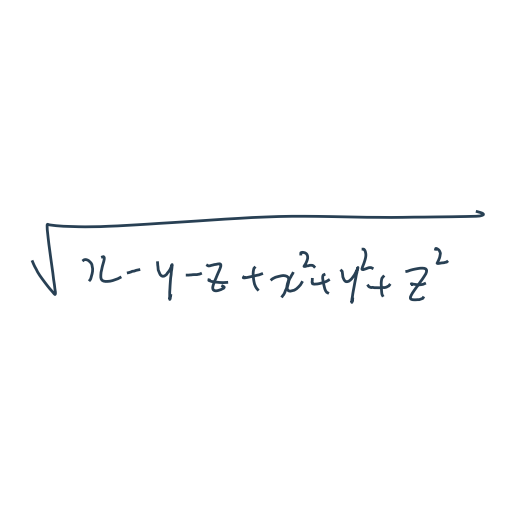 √(x - y - z + x² + y² + z²)